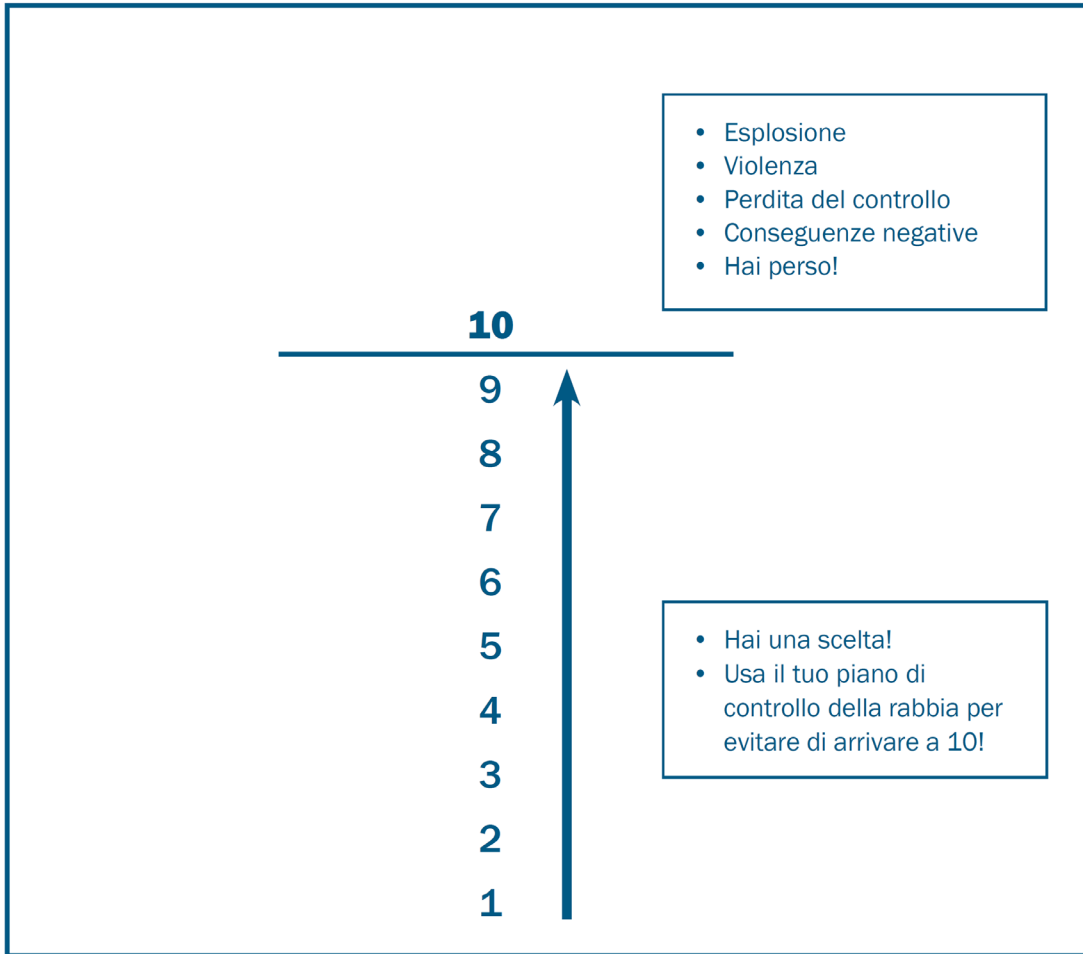 • Esplosione
• Violenza
• Perdita del controllo
• Conseguenze negative
• Hai perso!
10
9
8
7
6
5
4
3
2
1
• Hai una scelta!
• Usa il tuo piano di
controllo della rabbia per
evitare di arrivare a 10!